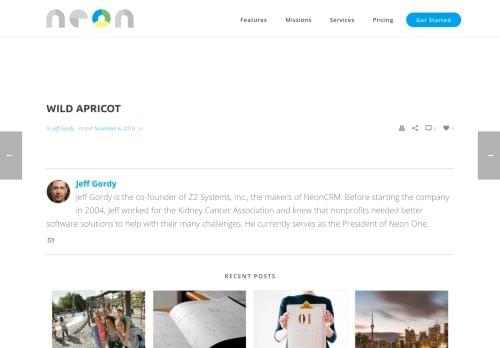 neon
Features Missions Services Pricing Get Started
WILD APRICOT
By Jeff Gordy Posted November 6, 2016 In
0 0
← →
Jeff Gordy
Jeff Gordy is the co-founder of Z2 Systems, Inc., the makers of NeonCRM. Before starting the company
in 2004, Jeff worked for the Kidney Cancer Association and knew that nonprofits needed better
software solutions to help with their many challenges. He currently serves as the President of Neon One.
RECENT POSTS
01